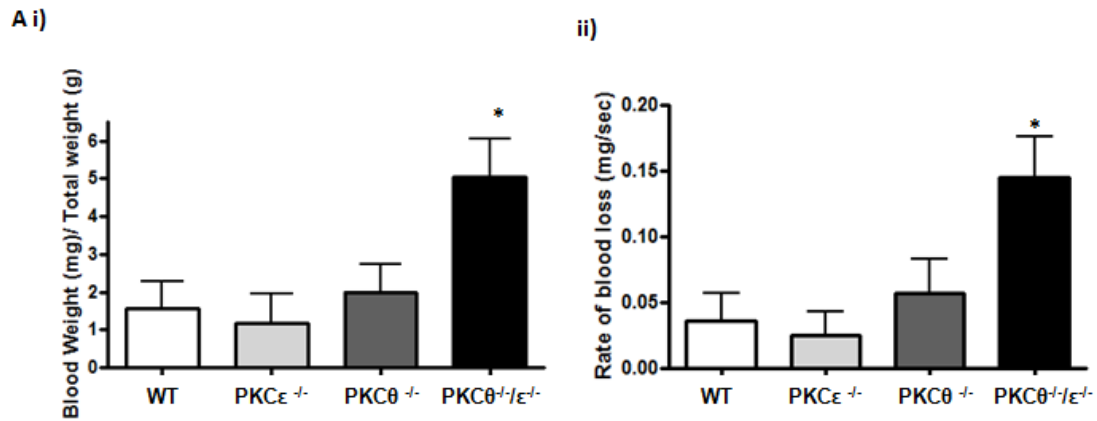 A i)
ii)
Blood Weight (mg)/ Total weight (g)
6
5
4
3
2
1
0
*
WT
PKCε -/-
PKCθ -/-
PKCθ-/-/ε-/-
Rate of blood loss (mg/sec)
0.20
0.15
0.10
0.05
0.00
*
WT
PKCε -/-
PKCθ -/-
PKCθ-/-/ε-/-